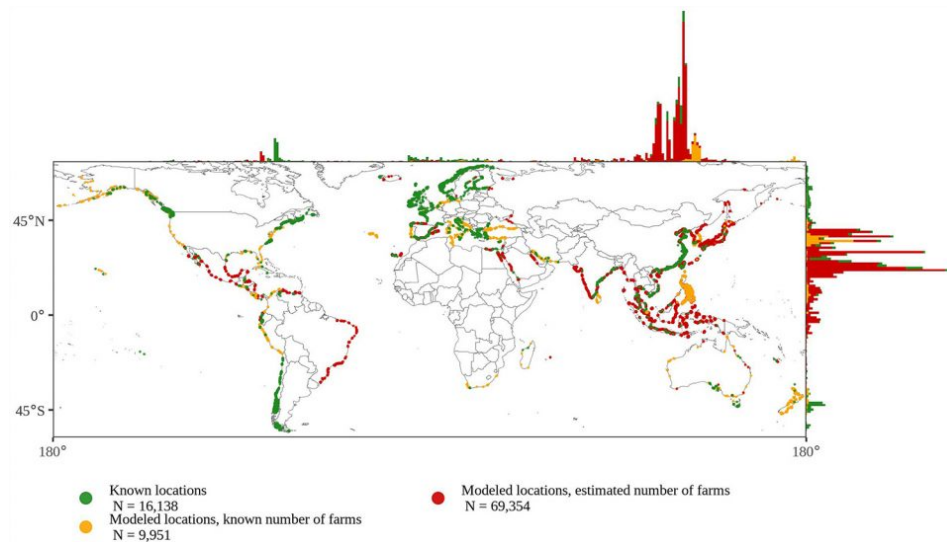 45°N
0°
45°S
180°
180°
Known locations
N = 16,138
Modeled locations, known number of farms
N = 9,951
Modeled locations, estimated number of farms
N = 69,354